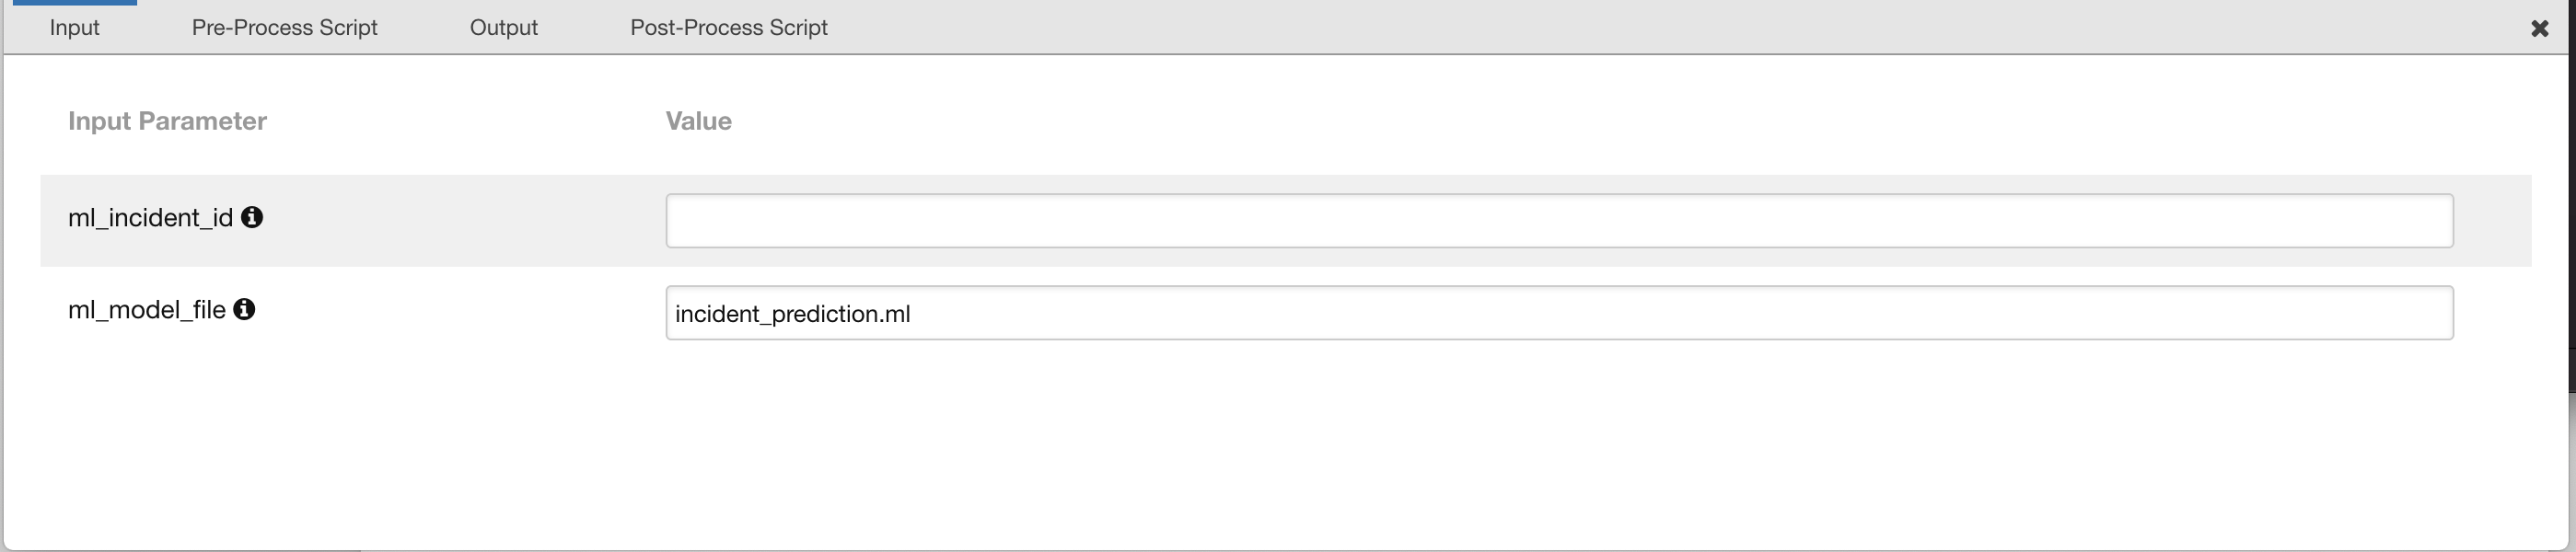 Input Pre-Process Script Output Post-Process Script
Input Parameter Value
ml_incident_id
ml_model_file incident_prediction.ml